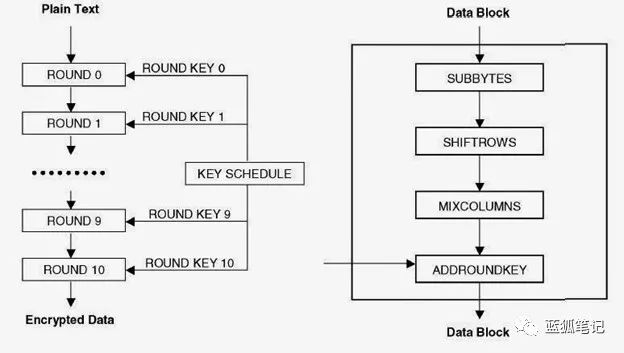 Plain Text
ROUND 0
ROUND KEY 0
ROUND 1
ROUND KEY 1
KEY SCHEDULE
ROUND 9
ROUND KEY 9
ROUND 10
ROUND KEY 10
Encrypted Data
Data Block
SUBBYTES
SHIFTROWS
MIXCOLUMNS
ADDROUNDKEY
Data Block
蓝狐笔记